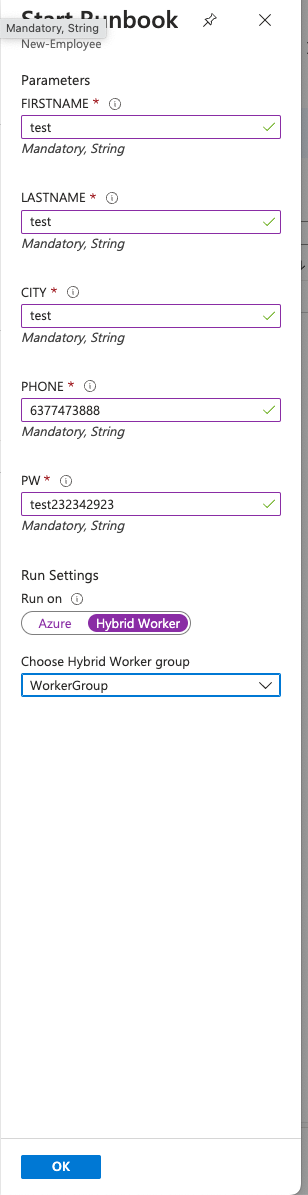 Start Runbook
Mandatory, String
New-Employee
Parameters
FIRSTNAME *
test
Mandatory, String
LASTNAME *
test
Mandatory, String
CITY *
test
Mandatory, String
PHONE *
6377473888
Mandatory, String
PW *
test232342923
Mandatory, String
Run Settings
Run on
Azure Hybrid Worker
Choose Hybrid Worker group
WorkerGroup
OK